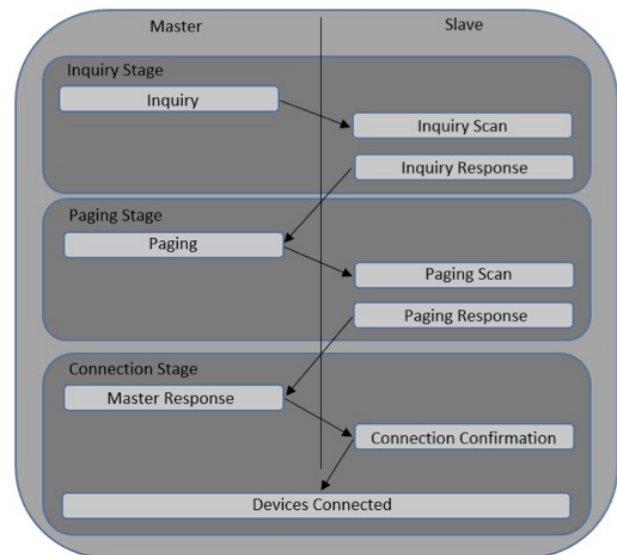 Master
Slave
Inquiry Stage
Inquiry
Inquiry Scan
Inquiry Response
Paging Stage
Paging
Paging Scan
Paging Response
Connection Stage
Master Response
Connection Confirmation
Devices Connected